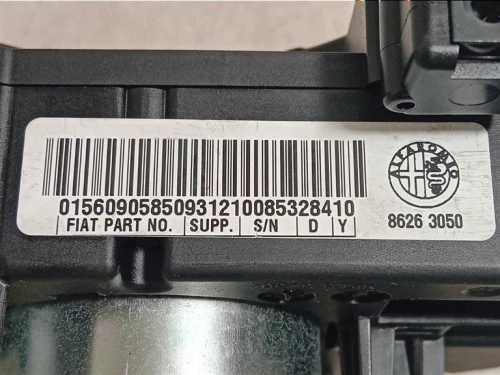 ALFA ROMEO
01560905850931210085328410
FIAT PART NO. SUPP. S/N D Y
8626 3050